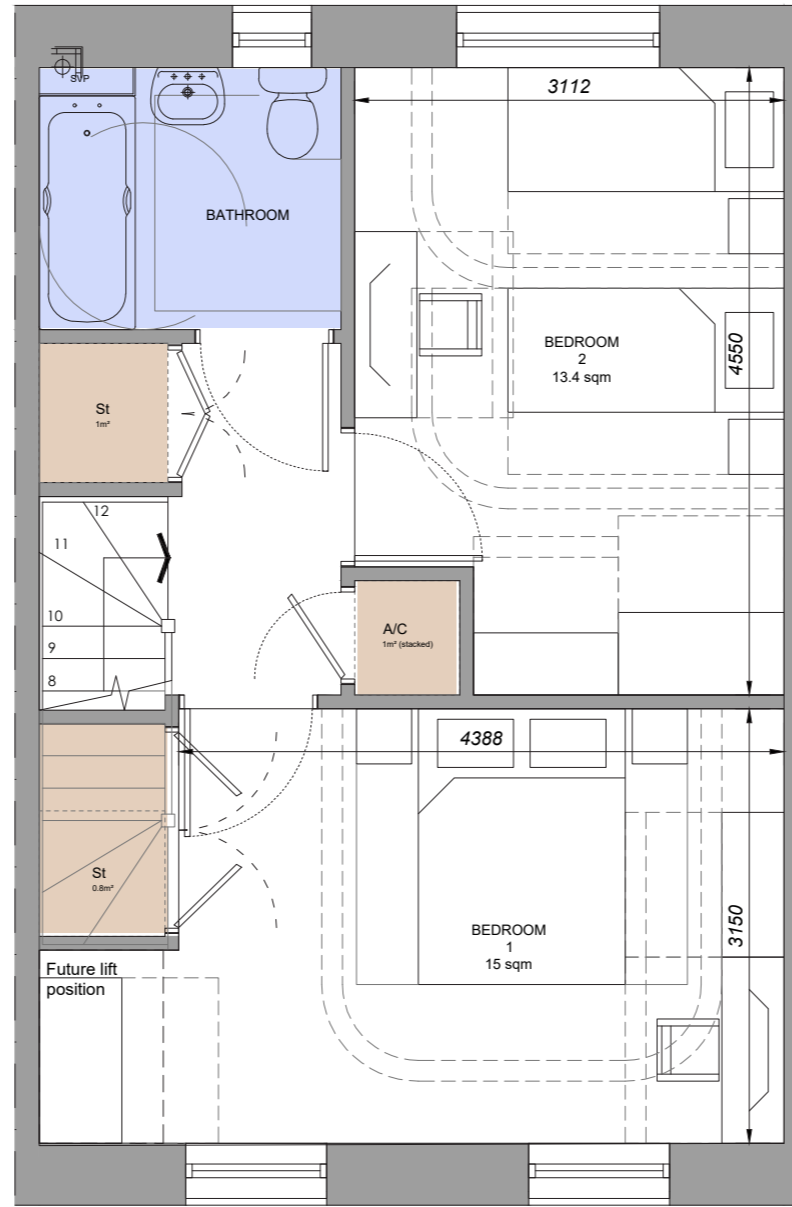 SVP
3112
BATHROOM
BEDROOM
2
13.4 sqm
4550
St
1m²
12
11
10
9
8
A/C
1m² (stacked)
4388
St
0.8m²
BEDROOM
1
15 sqm
3150
Future lift
position